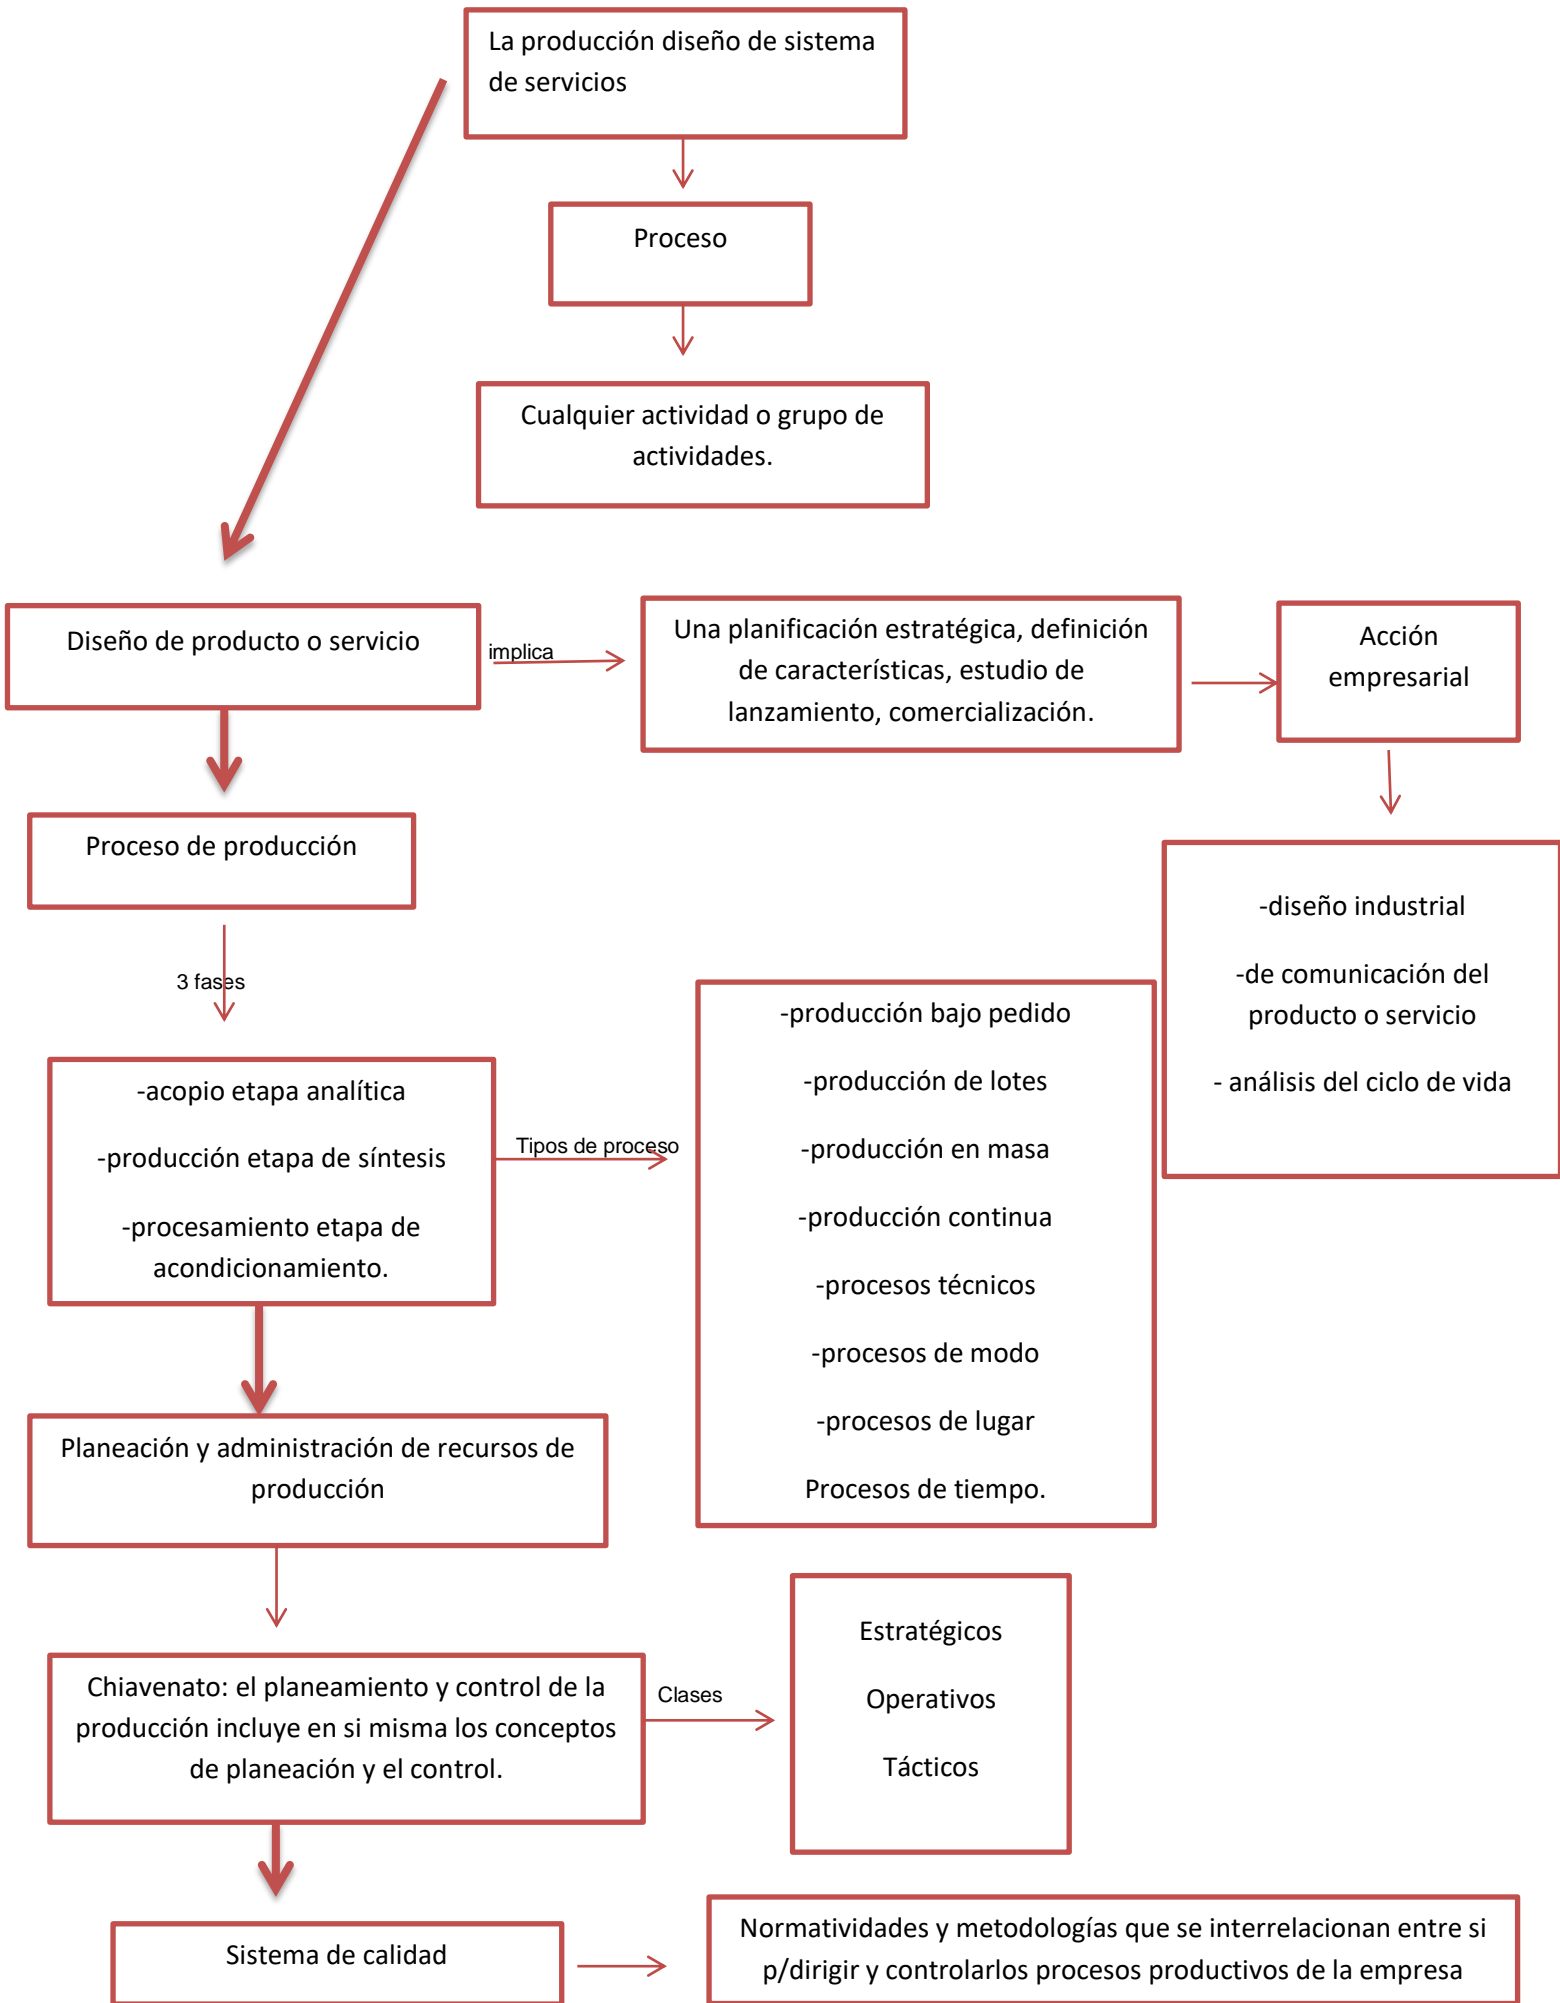 La producción diseño de sistema
de servicios
Proceso
Cualquier actividad o grupo de
actividades.
Diseño de producto o servicio
implica
Una planificación estratégica, definición
de características, estudio de
lanzamiento, comercialización.
Acción
empresarial
Proceso de producción
-diseño industrial
-de comunicación del
producto o servicio
- análisis del ciclo de vida
3 fases
-acopio etapa analítica
-producción etapa de síntesis
-procesamiento etapa de
acondicionamiento.
Tipos de proceso
-producción bajo pedido
-producción de lotes
-producción en masa
-producción continua
-procesos técnicos
-procesos de modo
-procesos de lugar
Procesos de tiempo.
Planeación y administración de recursos de
producción
Chiavenato: el planeamiento y control de la
producción incluye en si misma los conceptos
de planeación y el control.
Clases
Estratégicos
Operativos
Tácticos
Sistema de calidad
Normatividades y metodologías que se interrelacionan entre si
p/dirigir y controlarlos procesos productivos de la empresa